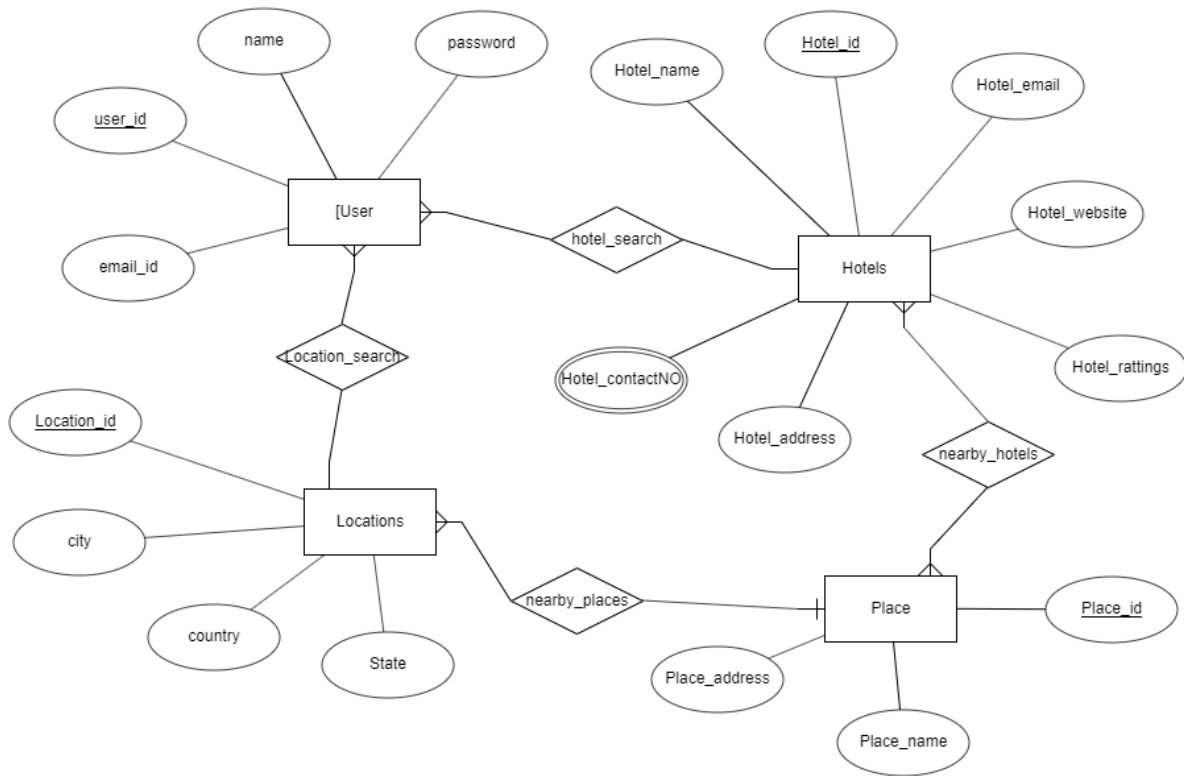 name
password
Hotel_id
Hotel_name
Hotel_email
user_id
[User
Hotel_website
hotel_search
email_id
Hotels
Location_search
Hotel_contactNO
Hotel_rattings
Location_id
Hotel_address
nearby_hotels
Locations
city
nearby_places
Place
Place_id
country
State
Place_address
Place_name